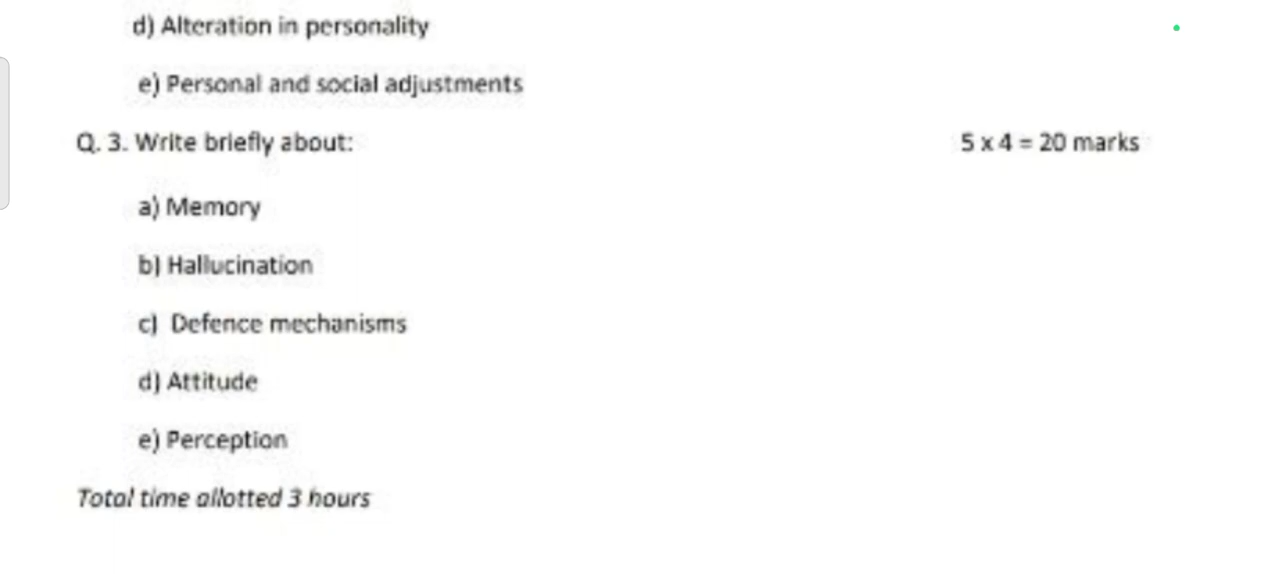 d) Alteration in personality
e) Personal and social adjustments
Q. 3. Write briefly about: 5 x 4 = 20 marks
a) Memory
b) Hallucination
c) Defence mechanisms
d) Attitude
e) Perception
Total time allotted 3 hours